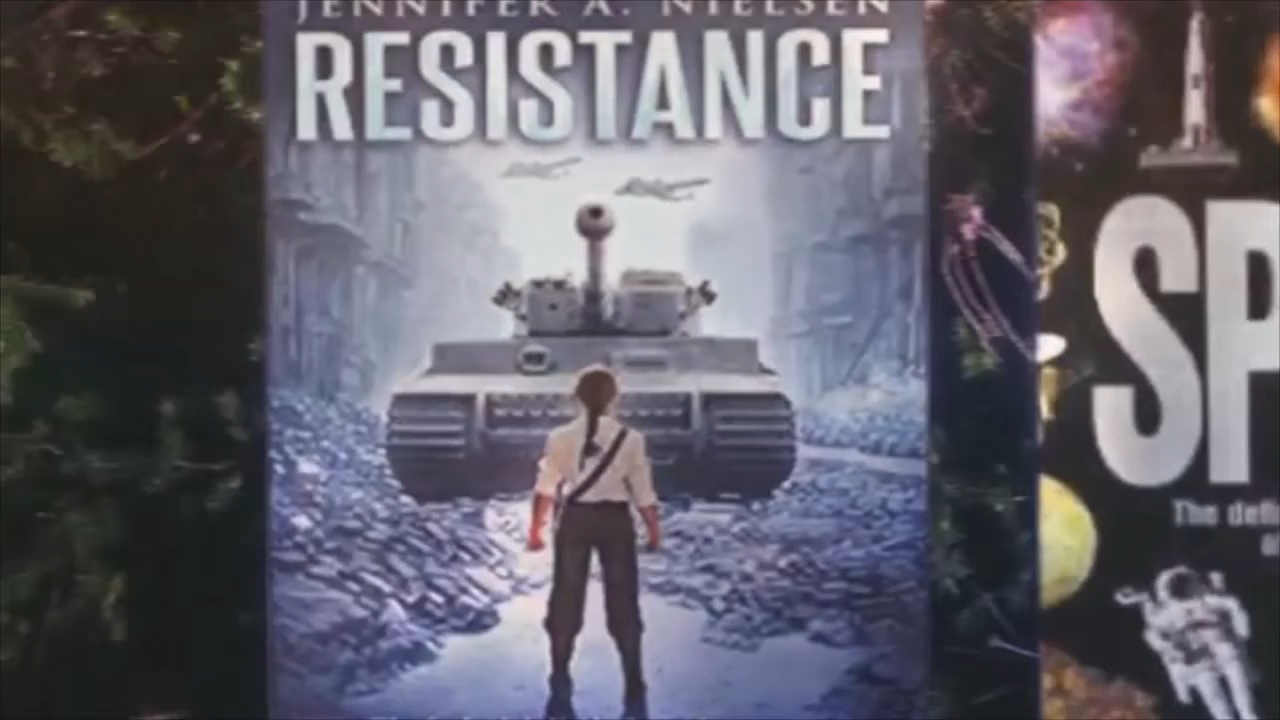 JENNIFER A. NIELSEN
RESISTANCE
SP
The defi